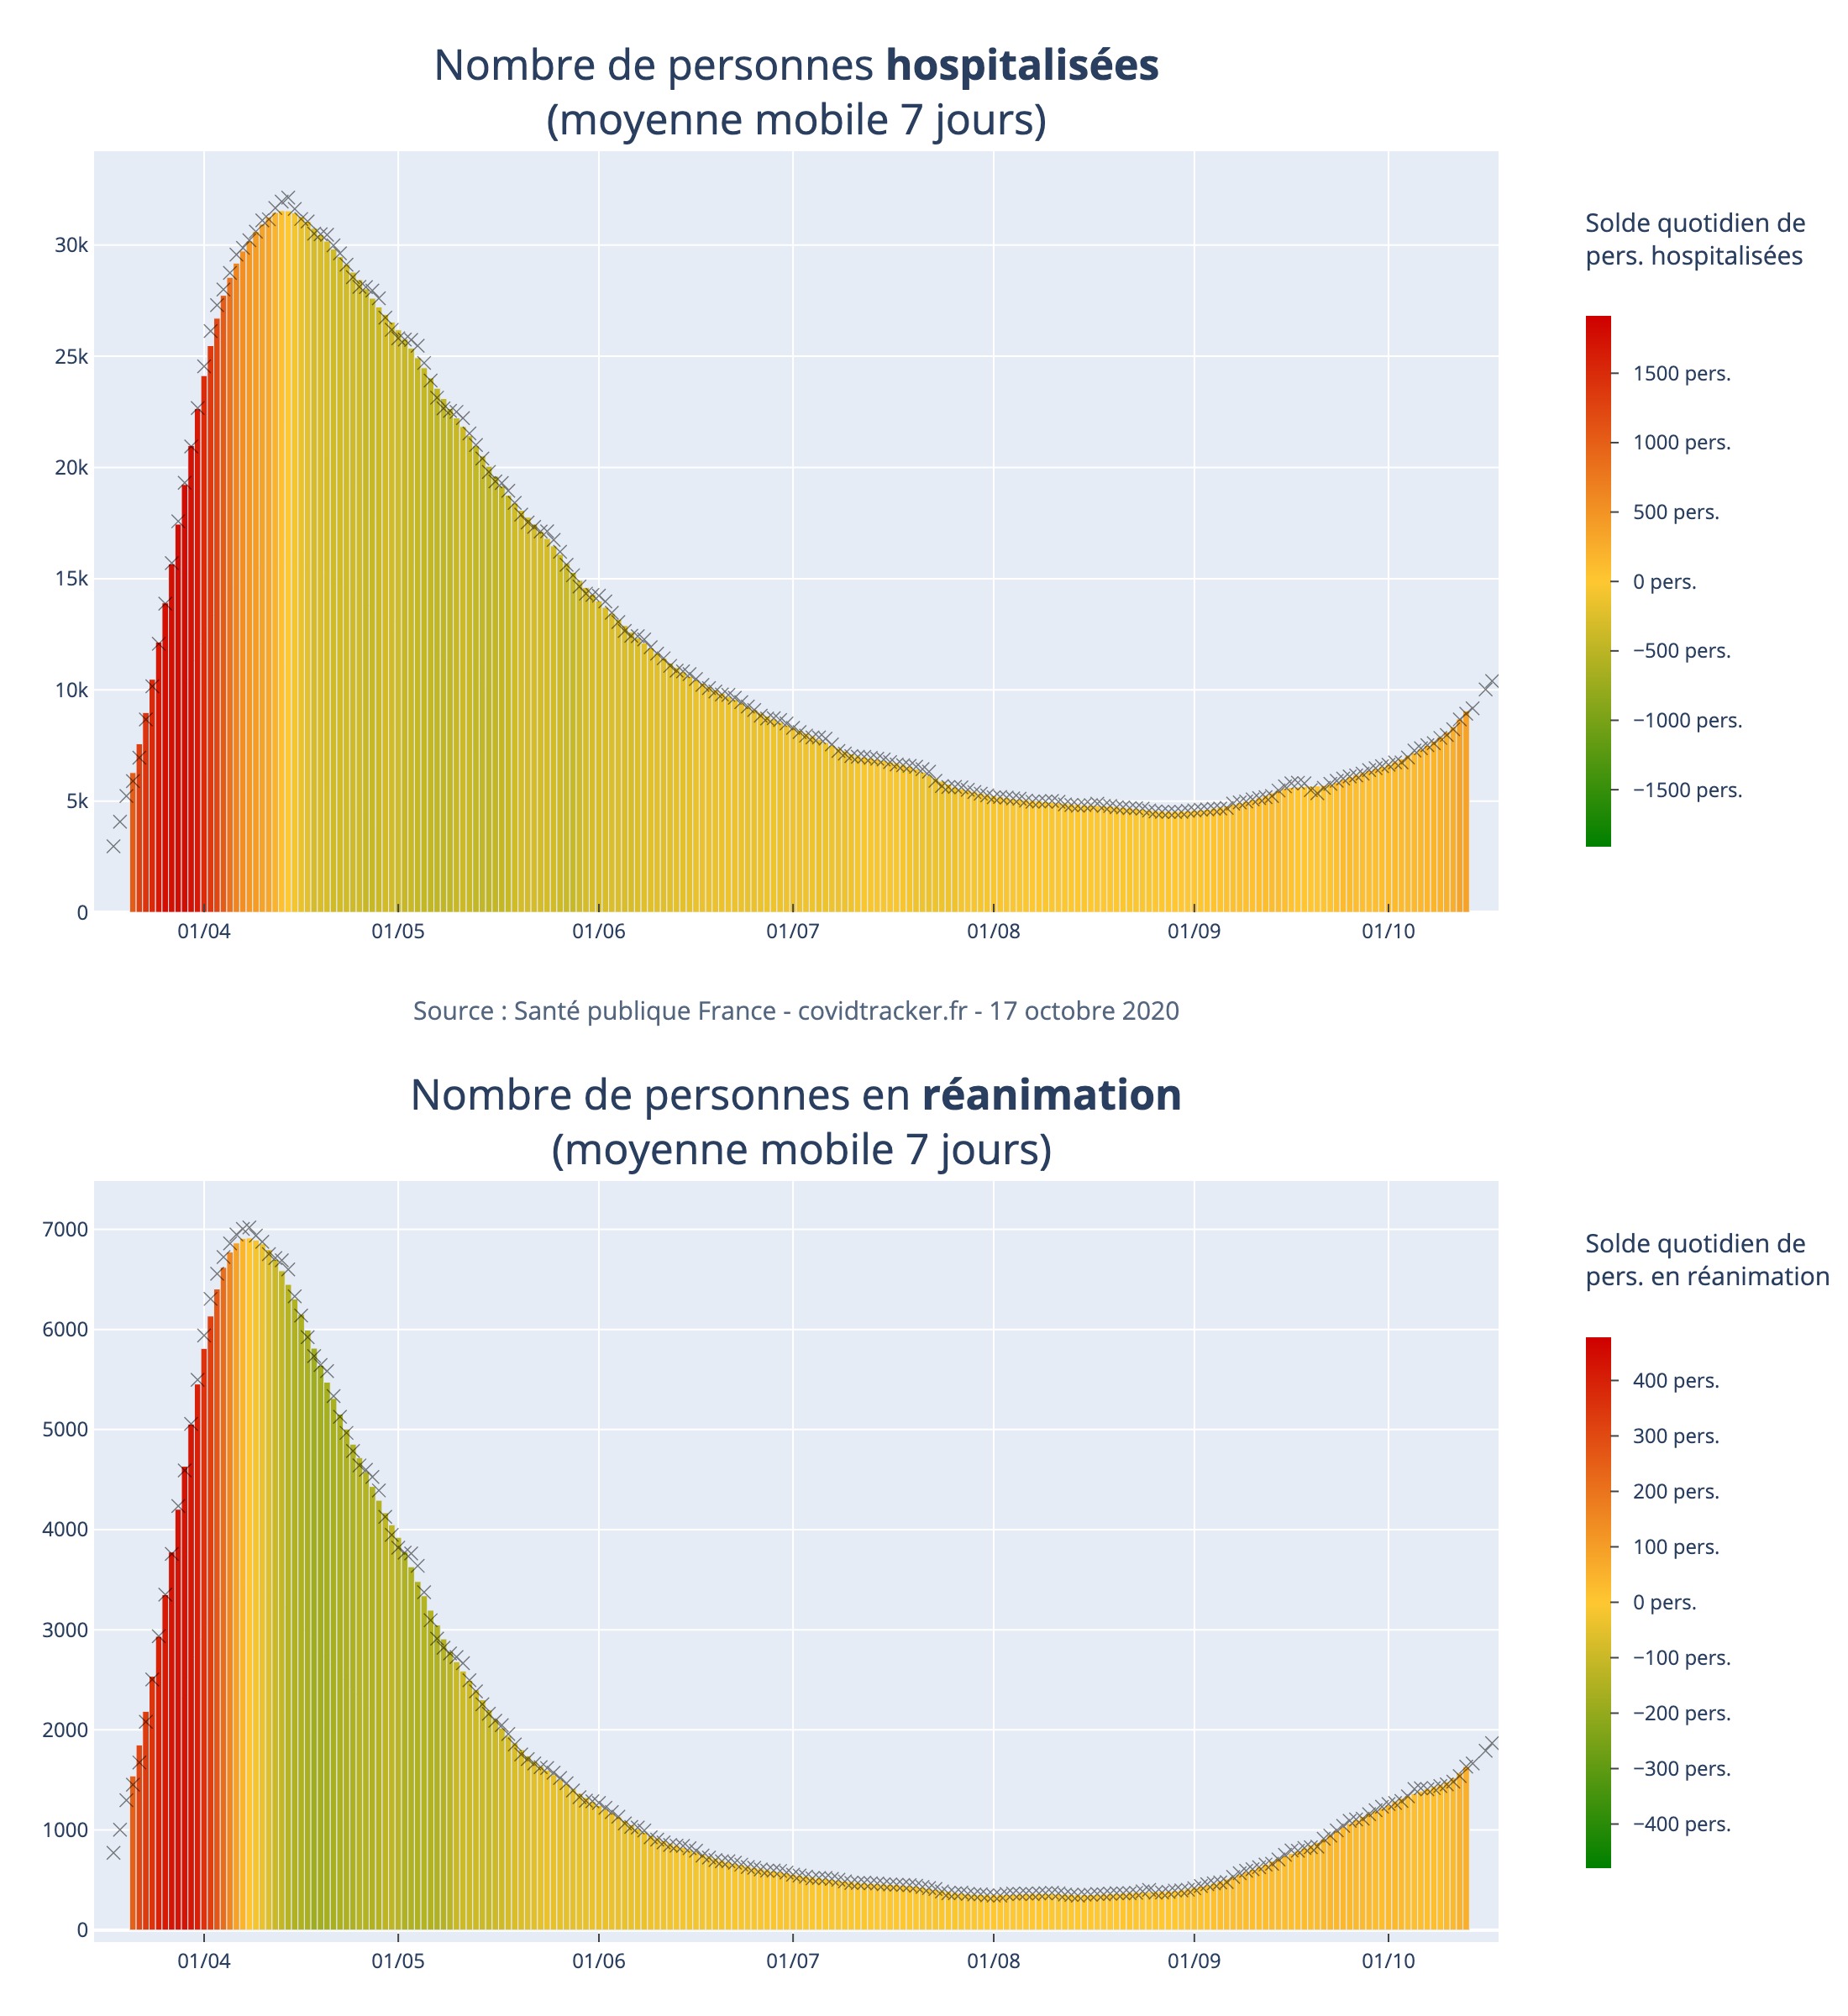 Nombre de personnes hospitalisées
(moyenne mobile 7 jours)
Solde quotidien de
pers. hospitalisées
30k
25k
20k
15k
10k
5k
0
1500 pers.
1000 pers.
500 pers.
0 pers.
−500 pers.
−1000 pers.
−1500 pers.
01/04
01/05
01/06
01/07
01/08
01/09
01/10
Source : Santé publique France - covidtracker.fr - 17 octobre 2020
Nombre de personnes en réanimation
(moyenne mobile 7 jours)
Solde quotidien de
pers. en réanimation
7000
6000
5000
4000
3000
2000
1000
0
400 pers.
300 pers.
200 pers.
100 pers.
0 pers.
−100 pers.
−200 pers.
−300 pers.
−400 pers.
01/04
01/05
01/06
01/07
01/08
01/09
01/10